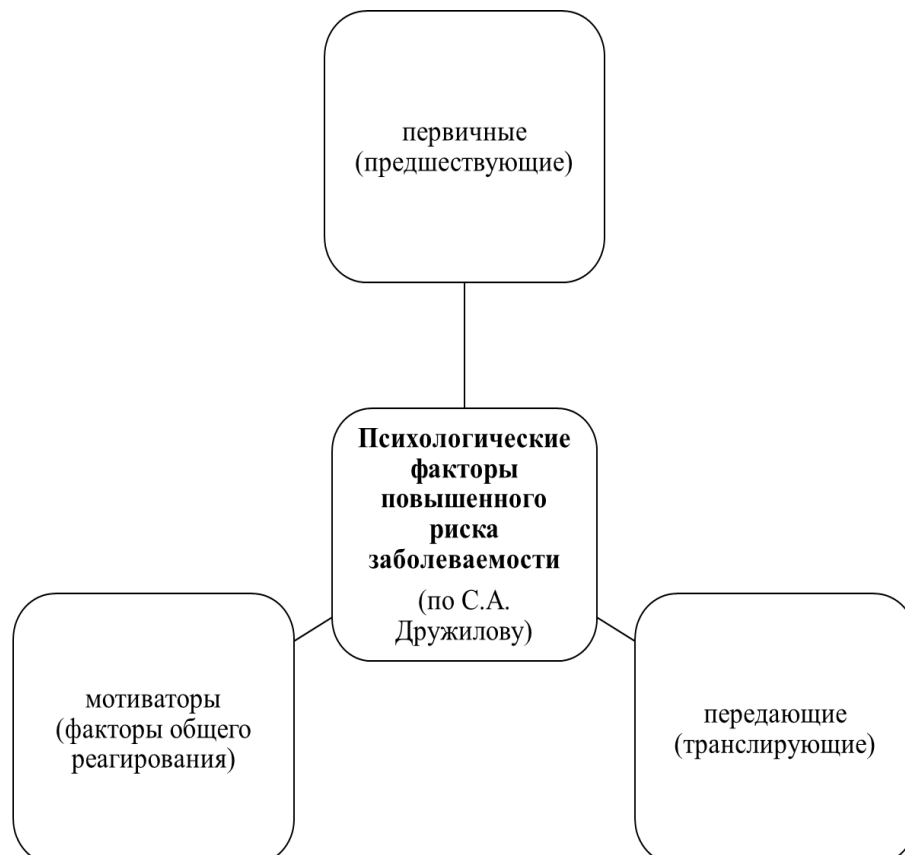 первичные
(предшествующие)
Психологические
факторы
повышенного
риска
заболеваемости
(по С.А.
Дружилову)
мотиваторы
(факторы общего
реагирования)
передающие
(транслирующие)